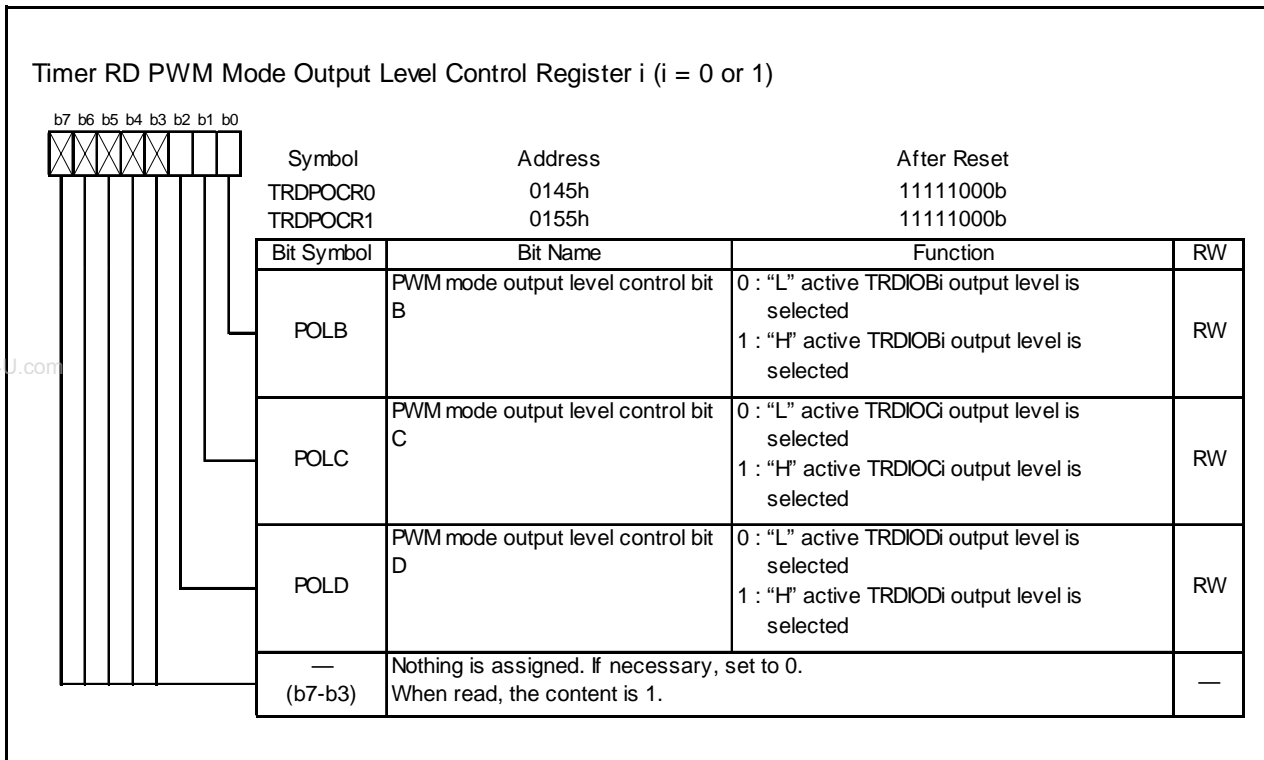 Timer RD PWM Mode Output Level Control Register i (i = 0 or 1)
b7 b6 b5 b4 b3 b2 b1 b0
Symbol Address After Reset
TRDPOCR0 0145h 11111000b
TRDPOCR1 0155h 11111000b
Bit Symbol Bit Name Function RW
POLB
PWM mode output level control bit
B
0 : “L” active TRDIOBi output level is
selected
1 : “H” active TRDIOBi output level is
selected
RW
U.com
POLC
PWM mode output level control bit
C
0 : “L” active TRDIOCi output level is
selected
1 : “H” active TRDIOCi output level is
selected
RW
POLD
PWM mode output level control bit
D
0 : “L” active TRDIODi output level is
selected
1 : “H” active TRDIODi output level is
selected
RW
—
(b7-b3)
Nothing is assigned. If necessary, set to 0.
When read, the content is 1.
—